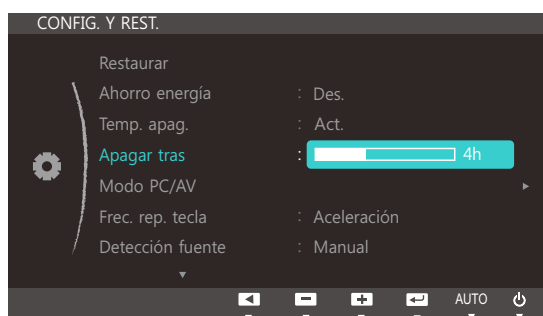 CONFIG. Y REST.
Restaurar
Ahorro energía : Des.
Temp. apag. : Act.
Apagar tras : 4h
Modo PC/AV
Frec. rep. tecla : Aceleración
Detección fuente : Manual
AUTO